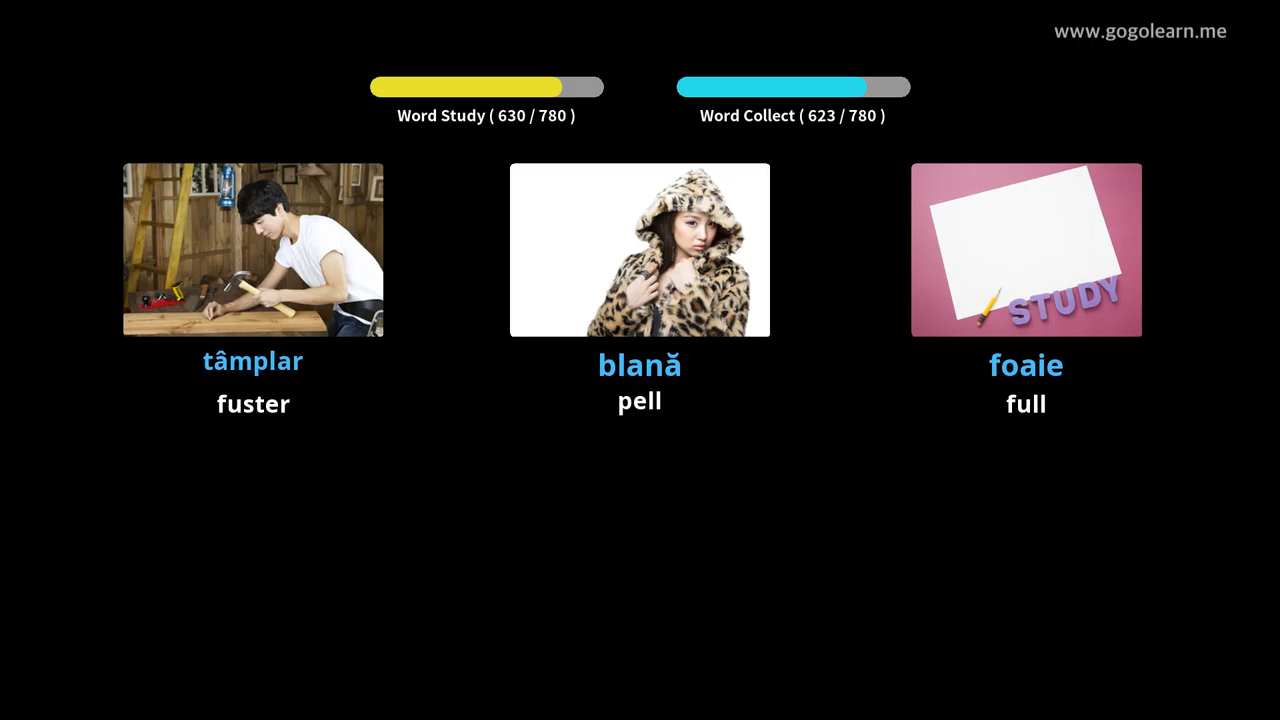 www.gogolearn.me
Word Study ( 630 / 780 )
Word Collect ( 623 / 780 )
STUDY
tâmplar
blană
foaie
fuster
pell
full